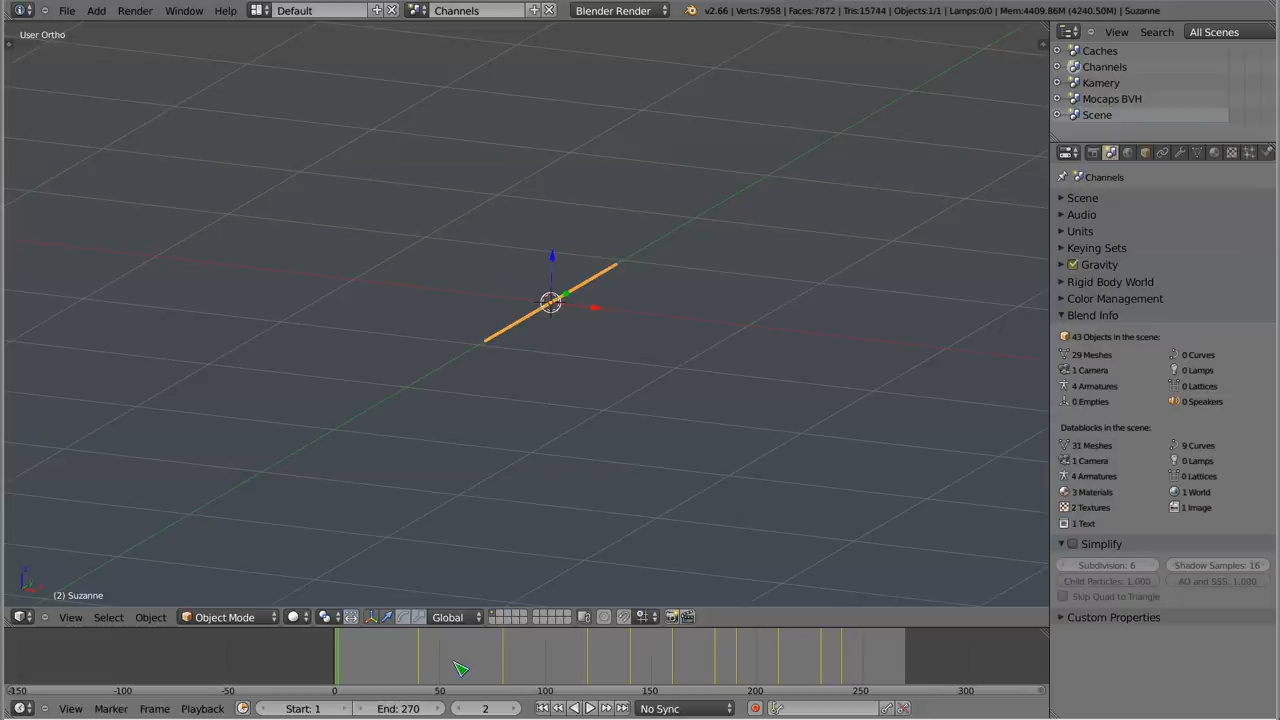 File Add Render Window Help Default Channels Blender Render v2.66 | Verts:7958 | Faces:7872 | Tris:15744 | Objects:1/1 | Lamps:0/0 | Mem:4409.86M (4240.50M) | Suzanne
User Ortho
View Search All Scenes
Caches
Channels
Kamery
Mocaps BVH
Scene
Channels
Scene
Audio
Units
Keying Sets
Gravity
Rigid Body World
Color Management
Blend Info
43 Objects in the scene:
29 Meshes 0 Curves
1 Camera 0 Lamps
4 Armatures 0 Lattices
0 Empties 0 Speakers
Datablocks in the scene:
31 Meshes 9 Curves
1 Camera 0 Lamps
4 Armatures 0 Lattices
3 Materials 1 World
2 Textures 1 Image
1 Text
Simplify
Subdivision: 6 Shadow Samples: 16
Child Particles: 1.000 AO and SSS: 1.000
Skip Quad to Triangle
Custom Properties
z
y
x
(2) Suzanne
View Select Object Object Mode Global
-150 -100 -50 0 50 100 150 200 250 300
View Marker Frame Playback Start: 1 End: 270 2 No Sync